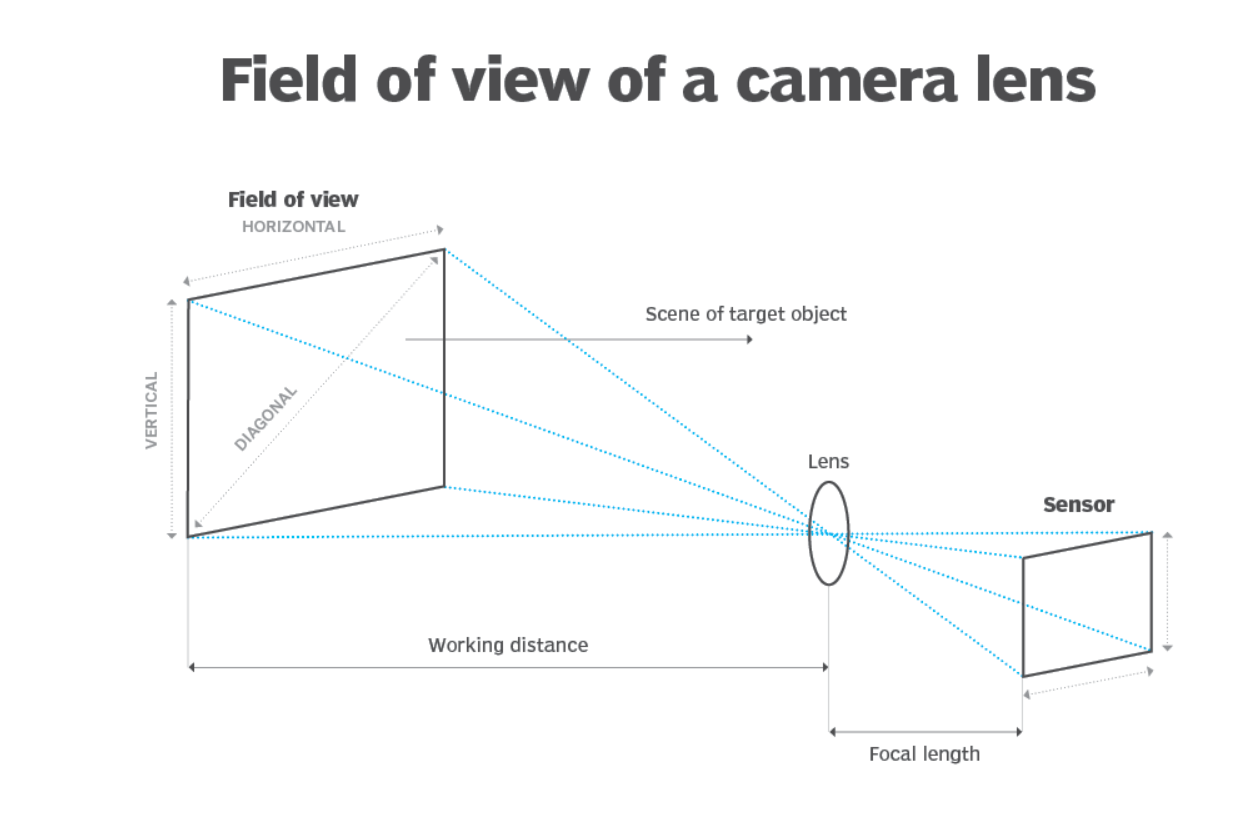 Field of view of a camera lens
Field of view
HORIZONTAL
Scene of target object
VERTICAL
DIAGONAL
Lens
Sensor
Working distance
Focal length